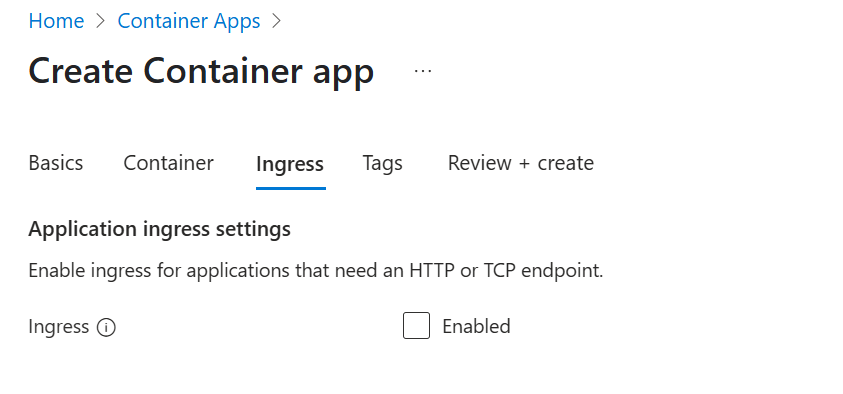 Home > Container Apps >
Create Container app ...
Basics Container Ingress Tags Review + create
Application ingress settings
Enable ingress for applications that need an HTTP or TCP endpoint.
Ingress Enabled